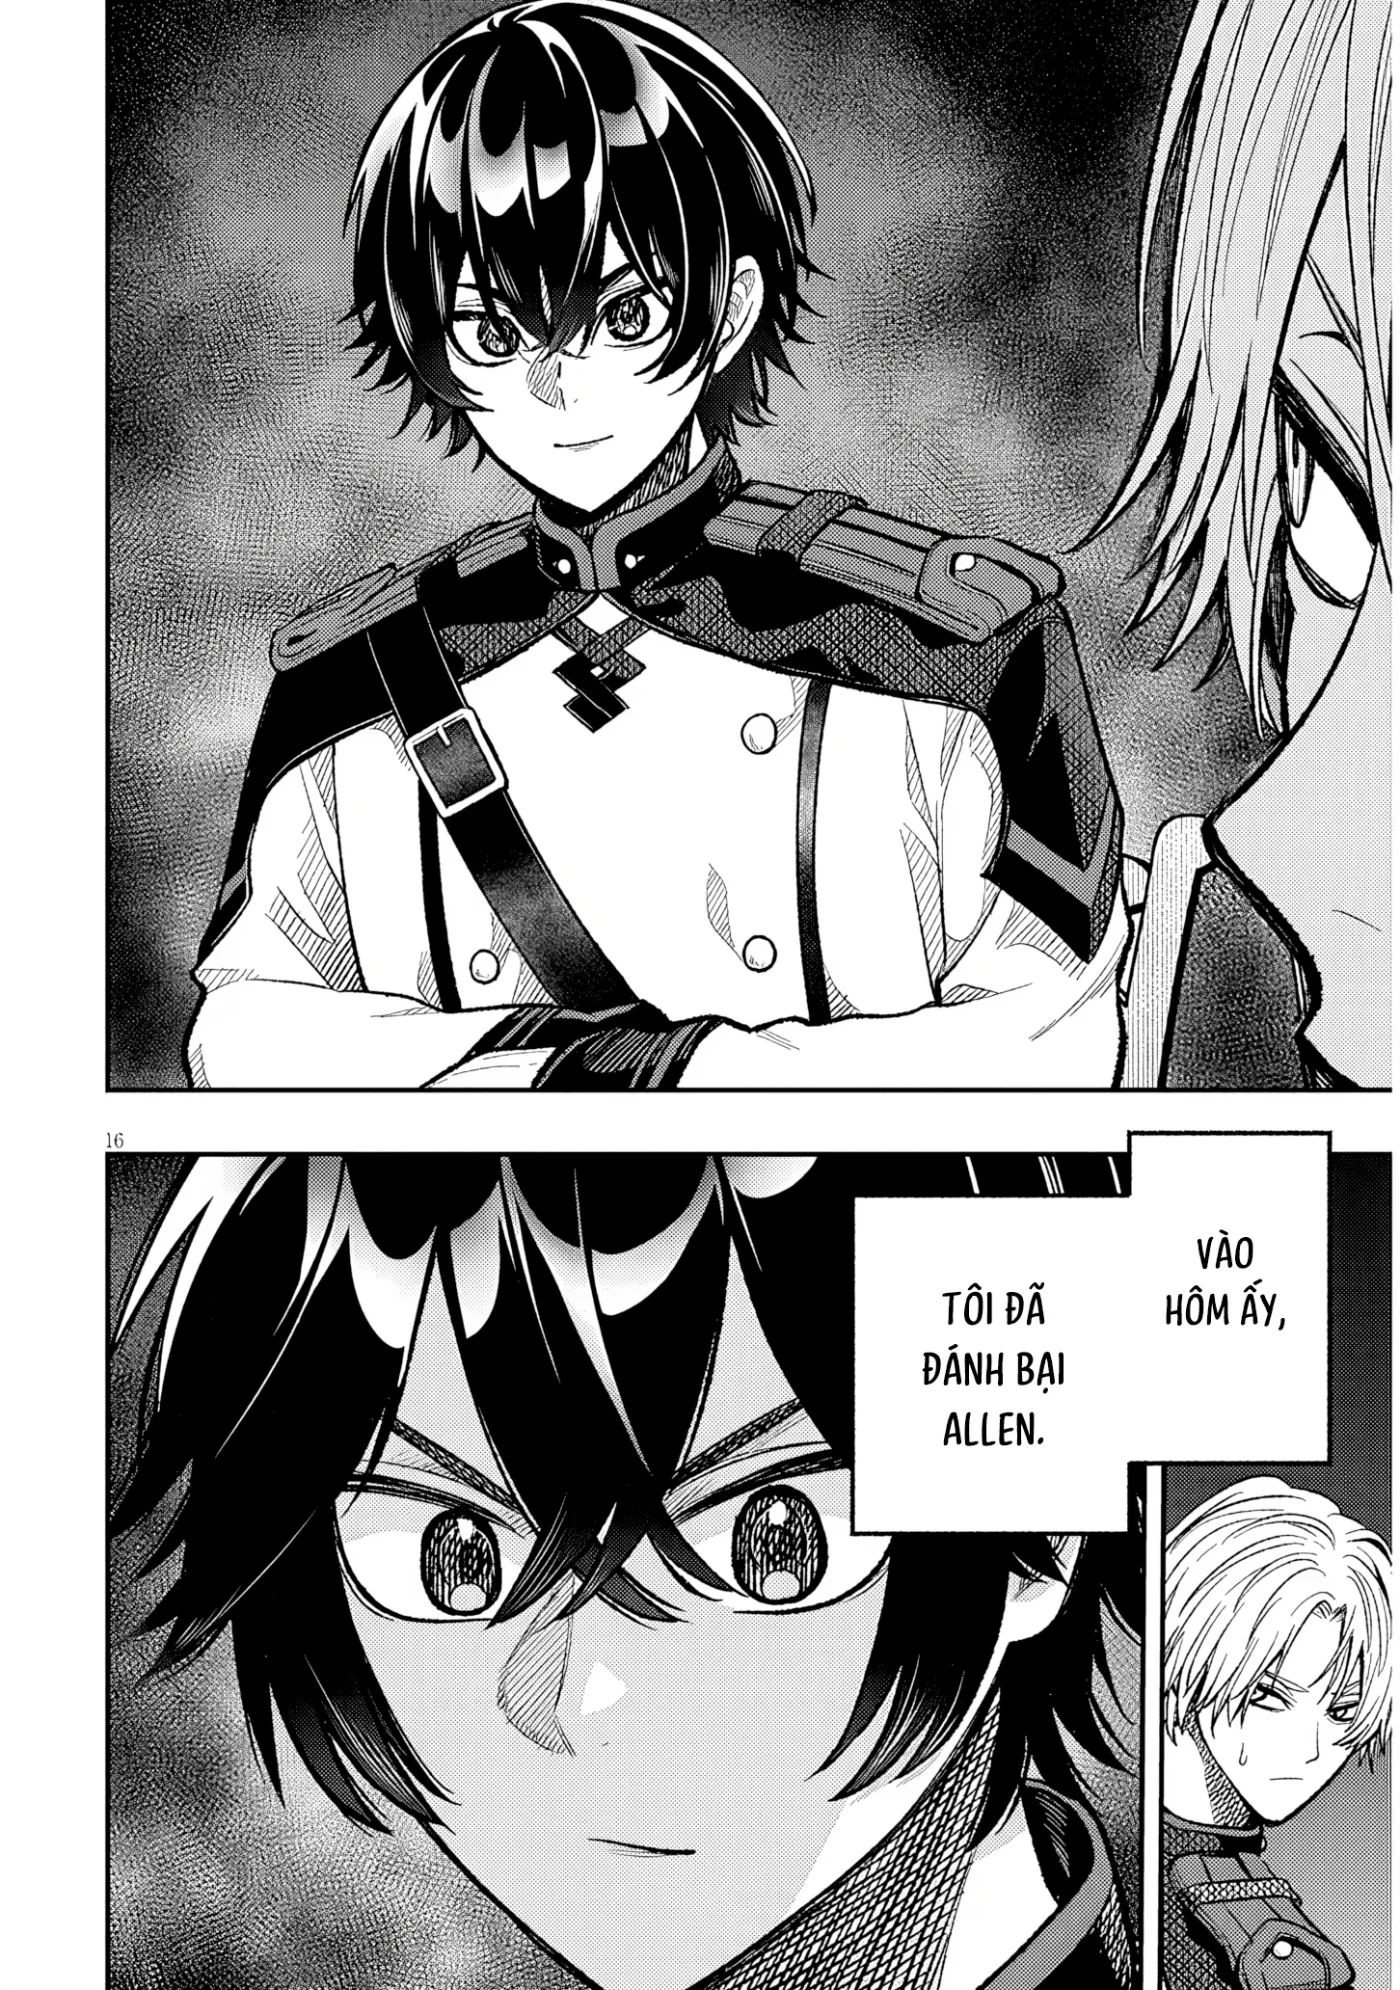 16
VÀO
HÔM ẤY,
TÔI ĐÃ
ĐÁNH BẠI
ALLEN.